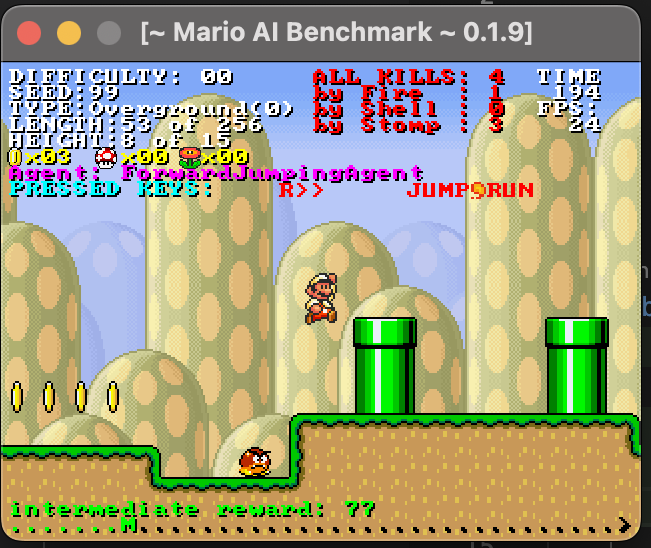 [~ Mario AI Benchmark ~ 0.1.9]
DIFFICULTY: 00 ALL KILLS: 4 TIME
SEED:99 by Fire : 1 194
TYPE:Overground(0) by Shell : 0 FPS:
LENGTH:53 of 256 by Stomp : 3 24
HEIGHT:8 of 15
x03 x00 x00
Agent: ForwardJumpingAgent
PRESSED KEYS: R>> JUMP RUN
intermediate reward: 77
.......M................................>